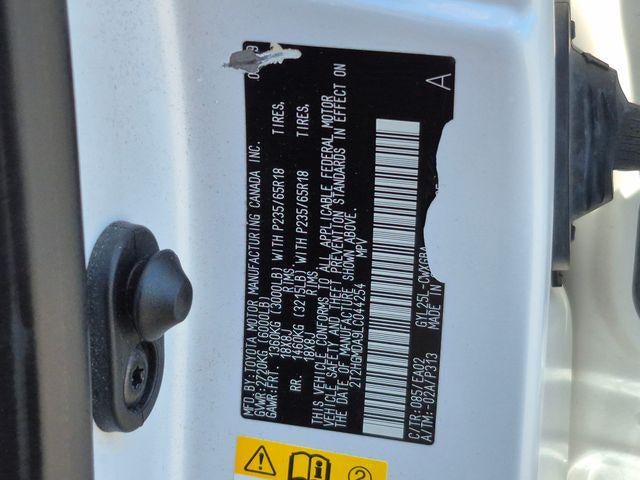 MFD.BY:TOYOTA MOTOR MANUFACTURING CANADA INC.
GVWR:2720KG(6000LB)
GAWR:FRT. 1360KG(3000LB) WITH P235/65R18 TIRES,
18X8J RIMS,
RR. 1460KG(3215LB) WITH P235/65R18 TIRES,
18X8J RIMS,
THIS VEHICLE CONFORMS TO ALL APPLICABLE FEDERAL MOTOR
VEHICLE SAFETY AND THEFT PREVENTION STANDARDS IN EFFECT ON
THE DATE OF MANUFACTURE SHOWN ABOVE.
MPV
A
C/TR:0857EA02
A/TM:-02A/P313
MADE IN
2